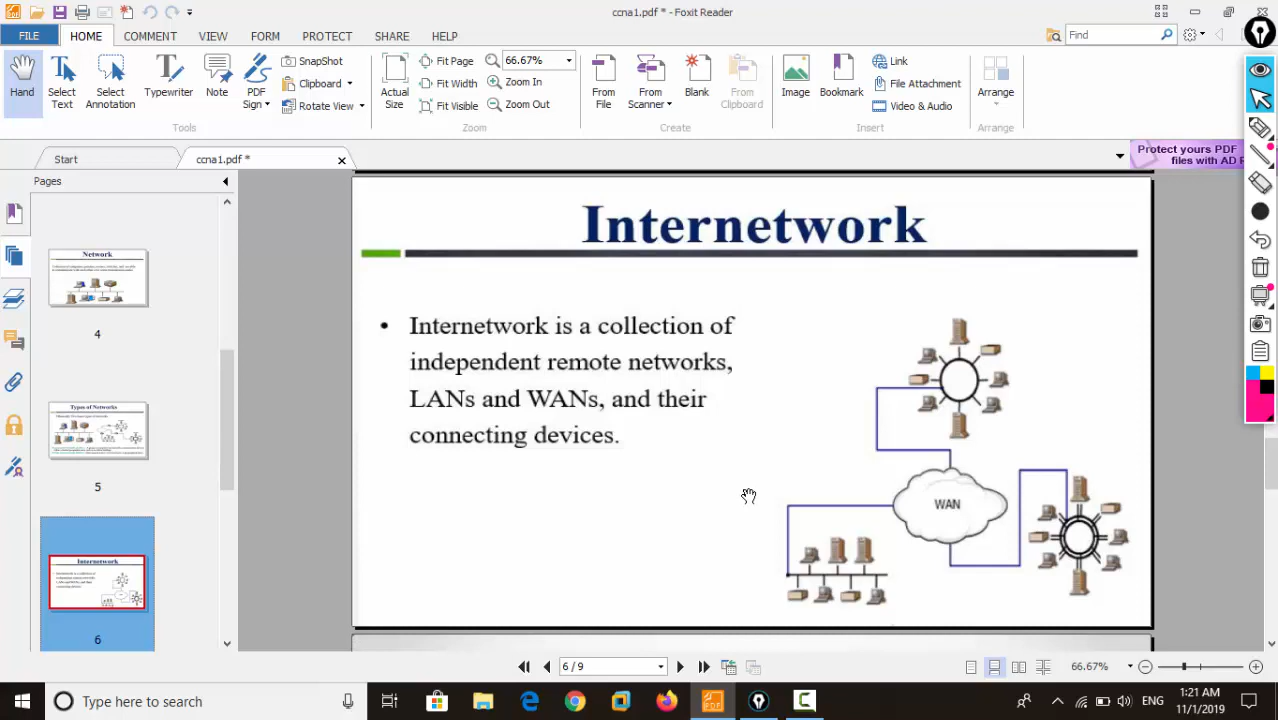 ccna1.pdf * - Foxit Reader
FILE
HOME
COMMENT
VIEW
FORM
PROTECT
SHARE
HELP
Find
Hand
Select Text
Select Annotation
Typewriter
Note
PDF Sign
SnapShot
Clipboard
Rotate View
Tools
Actual Size
Fit Page
Fit Width
Fit Visible
66.67%
Zoom In
Zoom Out
Zoom
From File
From Scanner
Blank
From Clipboard
Create
Image
Bookmark
Link
File Attachment
Video & Audio
Insert
Arrange
Arrange
Start
ccna1.pdf *
Protect yours PDF
files with AD
Pages
Network
4
Types of Networks
5
Internetwork
6
Internetwork
• Internetwork is a collection of
independent remote networks,
LANs and WANs, and their
connecting devices.
WAN
6 / 9
66.67%
Type here to search
PDF
ENG
1:21 AM
11/1/2019